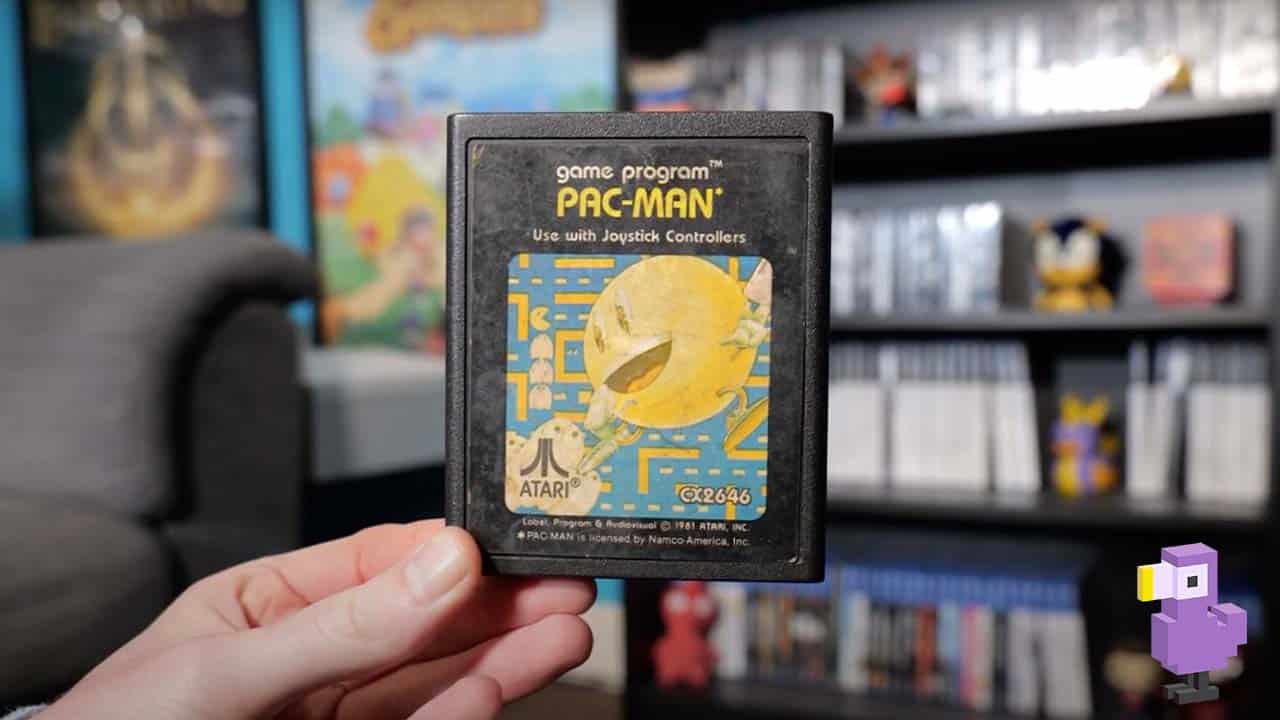 game program™
PAC-MAN*
Use with Joystick Controllers
ATARI®
CX2646
Label, Program & Audiovisual © 1981 ATARI, INC.
*PAC-MAN is licensed by Namco-America, Inc.